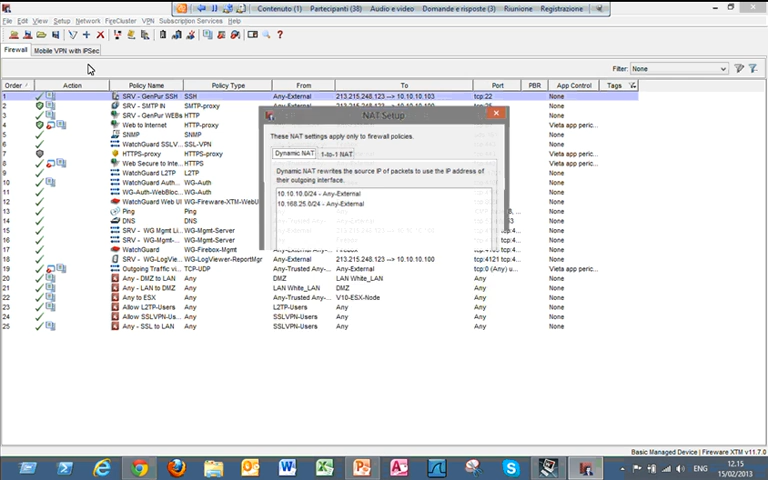 Contenuto (1) Partecipanti (38) Audio e video Domande e risposte (3) Riunione Registrazione
File Edit View Setup Network FireCluster VPN Subscription Services Help
Firewall Mobile VPN with IPSec
Filter: None
Order Action Policy Name Policy Type From To Port PBR App Control Tags
1 SRV - GenPur SSH SSH Any-External 213.215.248.123 --> 10.10.10.103 tcp:22 None
2 SRV - SMTP IN SMTP-proxy None
3 SRV - GenPur WEBs HTTP None
4 Web to Internet HTTP-proxy Vieta app peric...
5 SNMP SNMP None
6 WatchGuard SSLVPN SSL-VPN None
7 HTTPS-proxy HTTPS-proxy Vieta app peric...
8 Web Secure to Inte... HTTPS Vieta app peric...
9 WatchGuard L2TP L2TP None
10 WG-Auth WG-Auth None
11 WG-Auth-WebBloc... WG-Auth None
12 WatchGuard Web UI WG-Fireware-XTM-WebU None
13 Ping Ping None
14 DNS DNS None
15 SRV - WG Mgmt Li... WG-Mgmt-Server None
16 SRV - WG-Mgmt-Server None
17 WatchGuard WG-Firebox-Mgmt None
18 SRV - WG-LogView... WG-LogViewer-ReportMgr Any-External 213.215.248.123 --> 10.10.10.100 tcp:4121 tcp:4... None
19 Outgoing Traffic vi... TCP-UDP Any-Trusted Any-Exte... Any-External tcp:0 (Any) u... Vieta app peric...
20 Any - DMZ to LAN Any DMZ LAN White_LAN Any None
21 Any - LAN to DMZ Any LAN White_LAN DMZ Any None
22 Any to ESX Any Any-Trusted Any-... V10-ESX-Node Any None
23 Allow L2TP-Users Any L2TP-Users Any Any None
24 Allow SSLVPN-Us... Any SSLVPN-Users Any Any None
25 Any - SSL to LAN Any SSLVPN-Users Any Any None
NAT Setup
These NAT settings apply only to firewall policies.
Dynamic NAT 1-to-1 NAT
Dynamic NAT rewrites the source IP of packets to use the IP address of
their outgoing interface.
10.10.10.0/24 - Any-External
10.168.25.0/24 - Any-External
Basic Managed Device Fireware XTM v11.7.0
ENG
12.15
15/02/2013